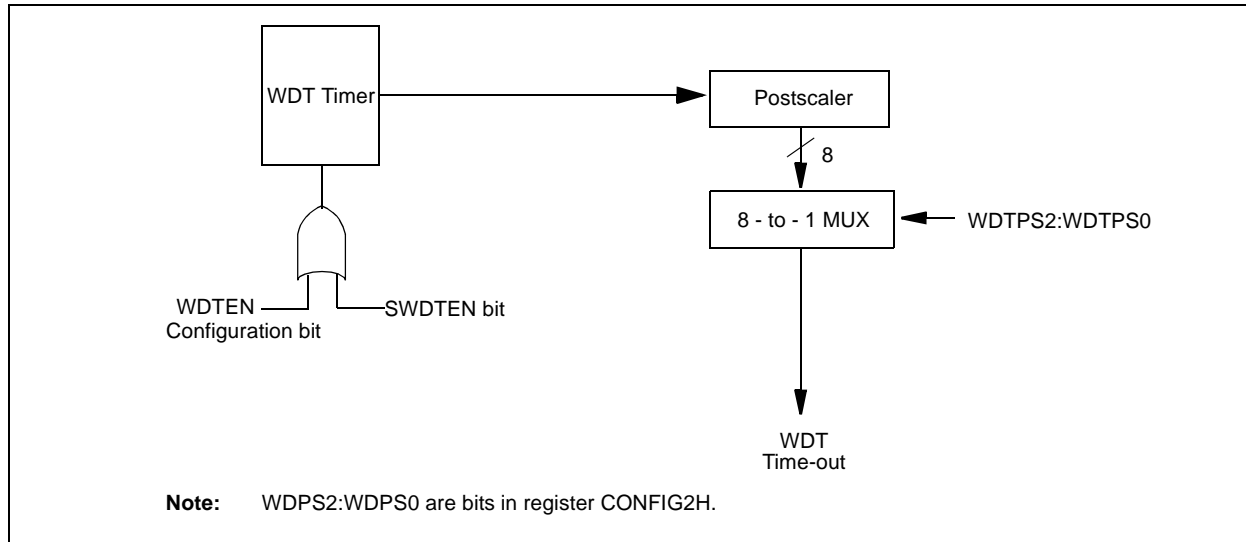 WDT Timer
Postscaler
8
8 - to - 1 MUX
WDTPS2:WDTPS0
WDTEN
Configuration bit
SWDTEN bit
WDT
Time-out
Note: WDPS2:WDPS0 are bits in register CONFIG2H.